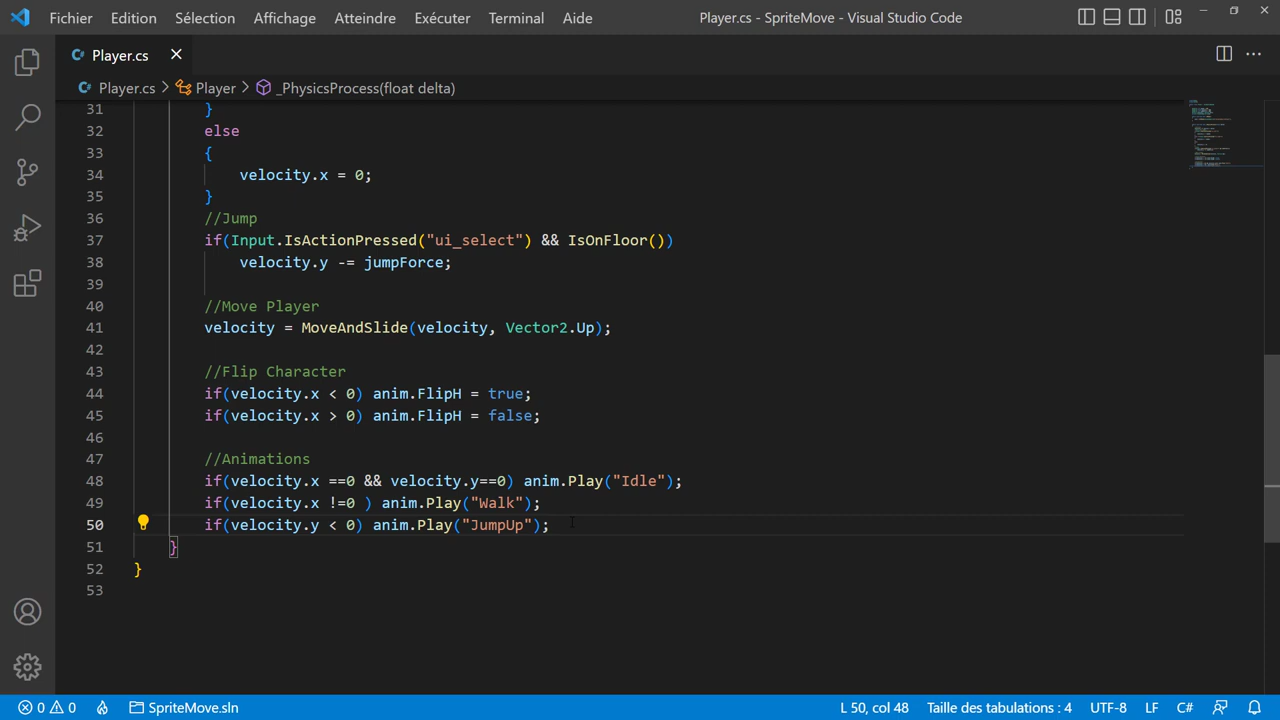 Fichier Edition Sélection Affichage Atteindre Exécuter Terminal Aide Player.cs - SpriteMove - Visual Studio Code
Player.cs
Player.cs > Player > _PhysicsProcess(float delta)
31 }
32 else
33 {
34 velocity.x = 0;
35 }
36 //Jump
37 if(Input.IsActionPressed("ui_select") && IsOnFloor())
38 velocity.y -= jumpForce;
39
40 //Move Player
41 velocity = MoveAndSlide(velocity, Vector2.Up);
42
43 //Flip Character
44 if(velocity.x < 0) anim.FlipH = true;
45 if(velocity.x > 0) anim.FlipH = false;
46
47 //Animations
48 if(velocity.x ==0 && velocity.y==0) anim.Play("Idle");
49 if(velocity.x !=0 ) anim.Play("Walk");
50 if(velocity.y < 0) anim.Play("JumpUp");
51 }
52 }
53
0 0 SpriteMove.sln L 50, col 48 Taille des tabulations : 4 UTF-8 LF C#